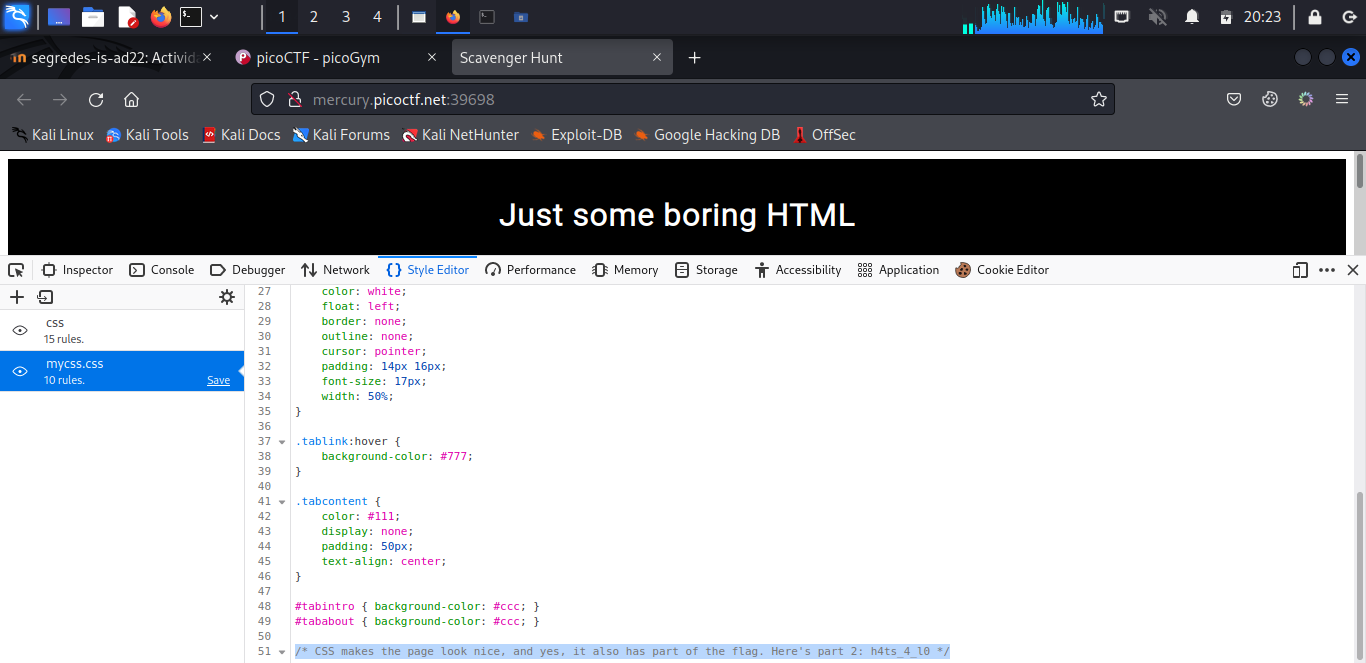 1 2 3 4 20:23
segredes-is-ad22: Activida
picoCTF - picoGym
Scavenger Hunt
mercury.picoctf.net:39698
Kali Linux Kali Tools Kali Docs Kali Forums Kali NetHunter Exploit-DB Google Hacking DB OffSec
Just some boring HTML
Inspector Console Debugger Network Style Editor Performance Memory Storage Accessibility Application Cookie Editor
css
15 rules.
mycss.css
10 rules. Save
27 color: white;
28 float: left;
29 border: none;
30 outline: none;
31 cursor: pointer;
32 padding: 14px 16px;
33 font-size: 17px;
34 width: 50%;
35 }
36
37 .tablink:hover {
38 background-color: #777;
39 }
40
41 .tabcontent {
42 color: #111;
43 display: none;
44 padding: 50px;
45 text-align: center;
46 }
47
48 #tabintro { background-color: #ccc; }
49 #tababout { background-color: #ccc; }
50
51 /* CSS makes the page look nice, and yes, it also has part of the flag. Here's part 2: h4ts_4_l0 */